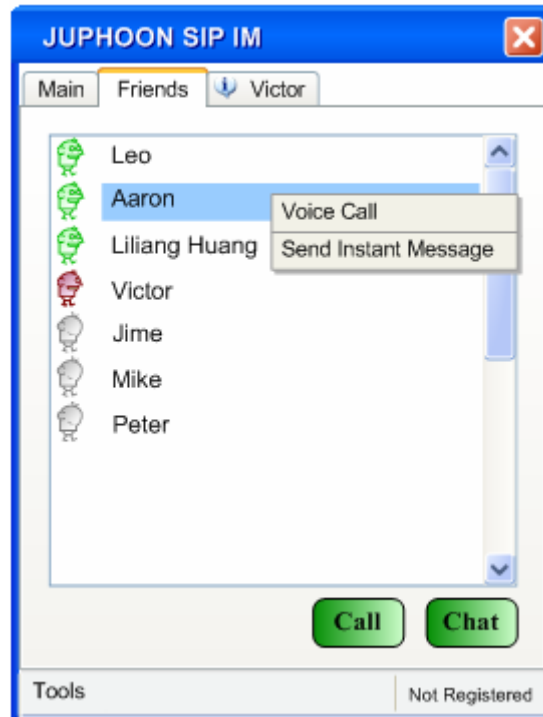 JUPHOON SIP IM
Main Friends Victor
Leo
Aaron
Voice Call
Liliang Huang
Send Instant Message
Victor
Jime
Mike
Peter
Call Chat
Tools Not Registered